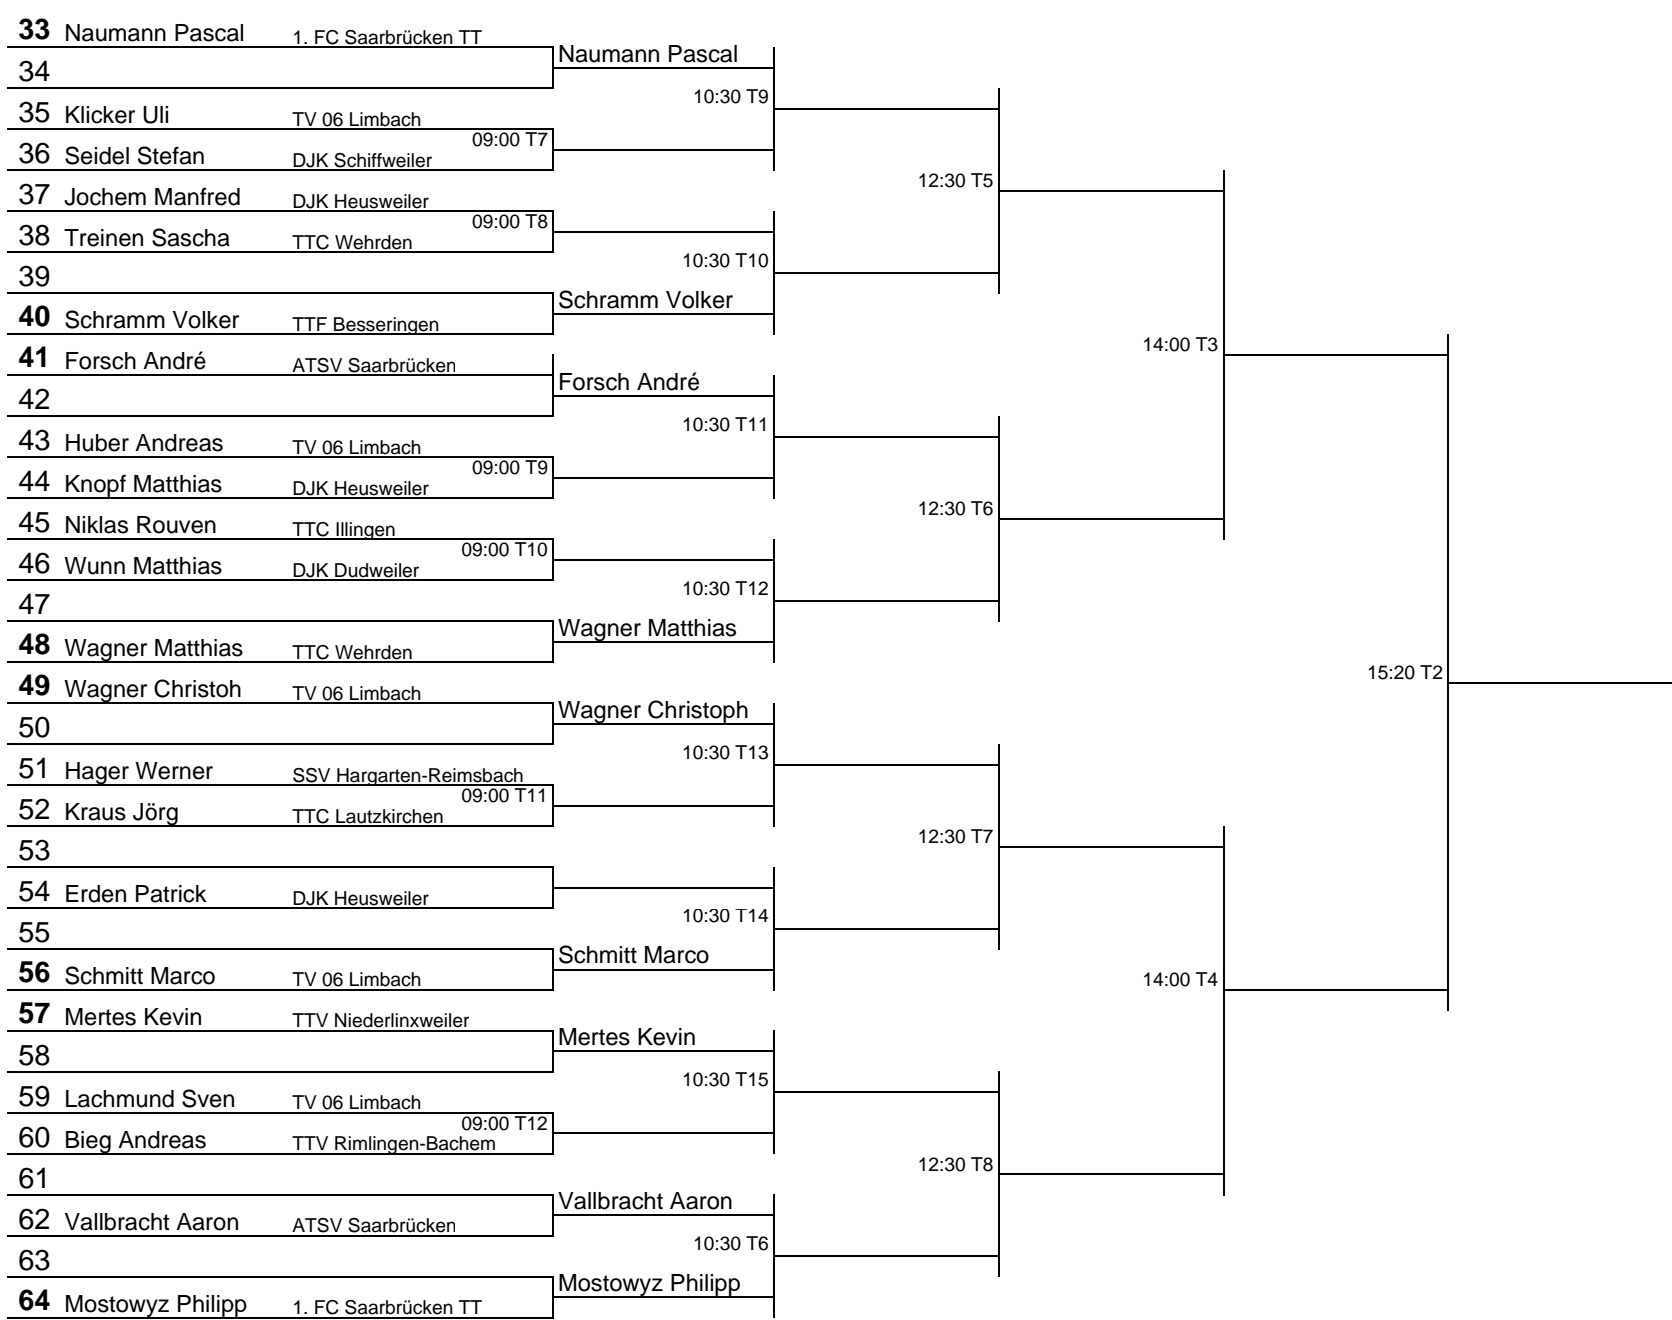 33 Naumann Pascal 1. FC Saarbrücken TT
Naumann Pascal
34
10:30 T9
35 Klicker Uli TV 06 Limbach
09:00 T7
36 Seidel Stefan DJK Schiffweiler
12:30 T5
37 Jochem Manfred DJK Heusweiler
09:00 T8
38 Treinen Sascha TTC Wehrden
10:30 T10
39
Schramm Volker
40 Schramm Volker TTF Besseringen
14:00 T3
41 Forsch André ATSV Saarbrücken
Forsch André
42
10:30 T11
43 Huber Andreas TV 06 Limbach
09:00 T9
44 Knopf Matthias DJK Heusweiler
12:30 T6
45 Niklas Rouven TTC Illingen
09:00 T10
46 Wunn Matthias DJK Dudweiler
10:30 T12
47
Wagner Matthias
48 Wagner Matthias TTC Wehrden
15:20 T2
49 Wagner Christoh TV 06 Limbach
Wagner Christoph
50
10:30 T13
51 Hager Werner SSV Hargarten-Reimsbach
09:00 T11
52 Kraus Jörg TTC Lautzkirchen
12:30 T7
53
54 Erden Patrick DJK Heusweiler
10:30 T14
55
Schmitt Marco
56 Schmitt Marco TV 06 Limbach
14:00 T4
57 Mertes Kevin TTV Niederlinxweiler
Mertes Kevin
58
10:30 T15
59 Lachmund Sven TV 06 Limbach
09:00 T12
60 Bieg Andreas TTV Rimlingen-Bachem
12:30 T8
61
Vallbracht Aaron
62 Vallbracht Aaron ATSV Saarbrücken
10:30 T6
63
Mostowyz Philipp
64 Mostowyz Philipp 1. FC Saarbrücken TT